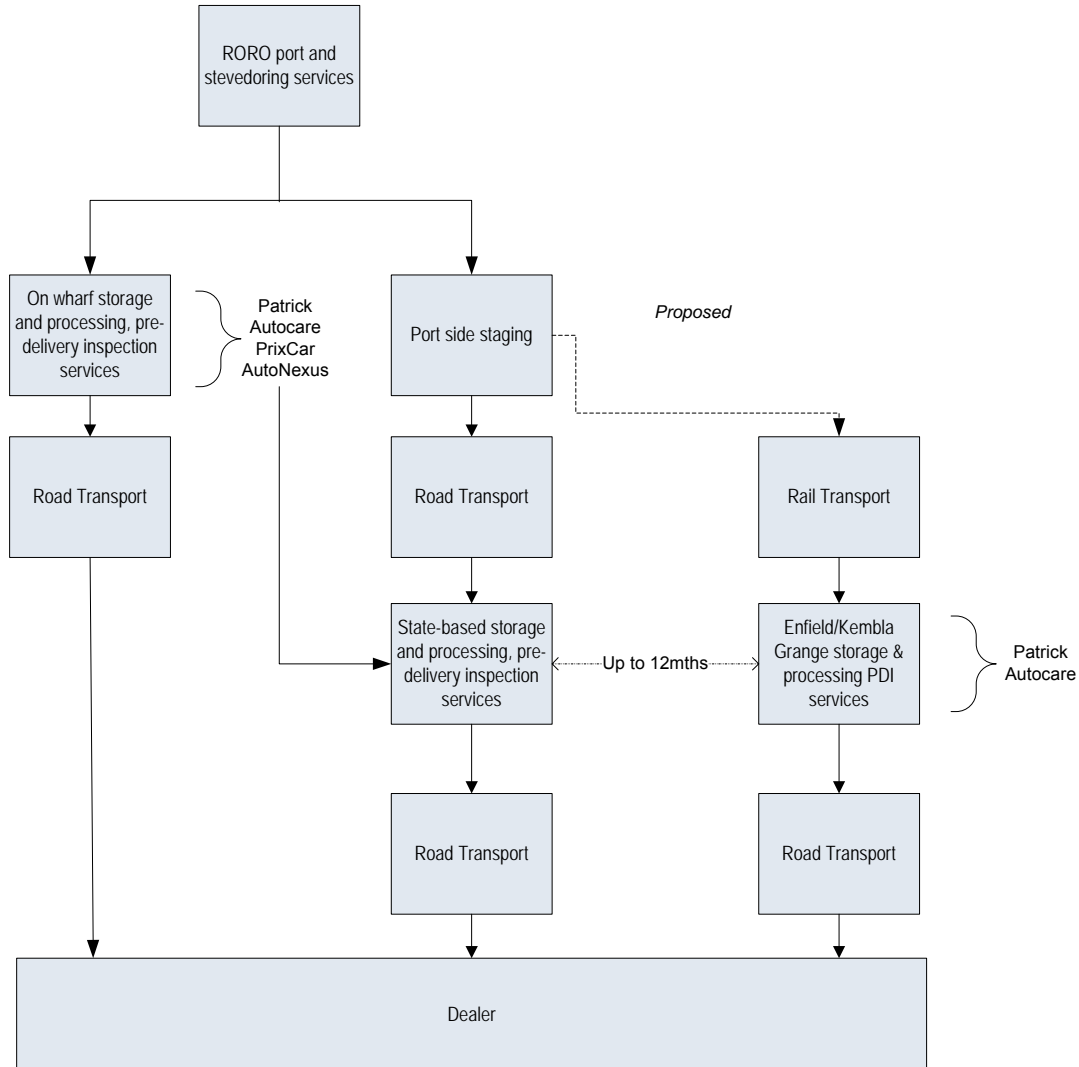 RORO port and
stevedoring services
On wharf storage
and processing, pre-
delivery inspection
services
Patrick
Autocare
PrixCar
AutoNexus
Port side staging
Proposed
Road Transport
Road Transport
Rail Transport
State-based storage
and processing, pre-
delivery inspection
services
Up to 12mths
Enfield/Kembla
Grange storage &
processing PDI
services
Patrick
Autocare
Road Transport
Road Transport
Dealer